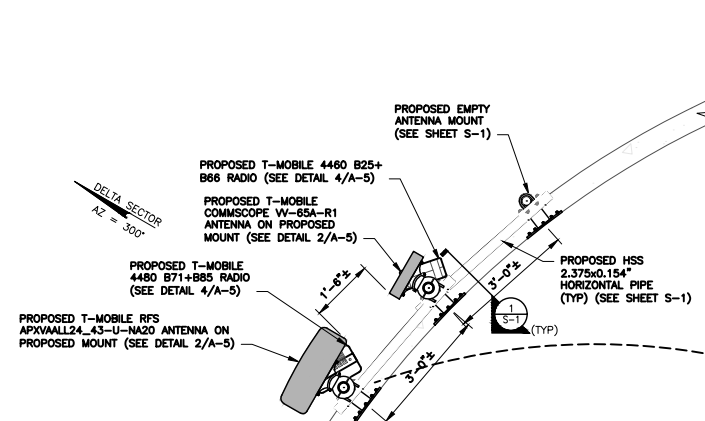 PROPOSED EMPTY
ANTENNA MOUNT
(SEE SHEET S-1)
PROPOSED T-MOBILE 4460 B25+
B66 RADIO (SEE DETAIL 4/A-5)
DELTA SECTOR
AZ = 300°
PROPOSED T-MOBILE
COMMSCOPE VV-65A-R1
ANTENNA ON PROPOSED
MOUNT (SEE DETAIL 2/A-5)
PROPOSED T-MOBILE
4480 B71+B85 RADIO
(SEE DETAIL 4/A-5)
1'-6"±
3'-0"±
PROPOSED HSS
2.375x0.154"
HORIZONTAL PIPE
(TYP) (SEE SHEET S-1)
1
S-1
(TYP)
PROPOSED T-MOBILE RFS
APXVAALL24_43-U-NA20 ANTENNA ON
PROPOSED MOUNT (SEE DETAIL 2/A-5)
3'-0"±